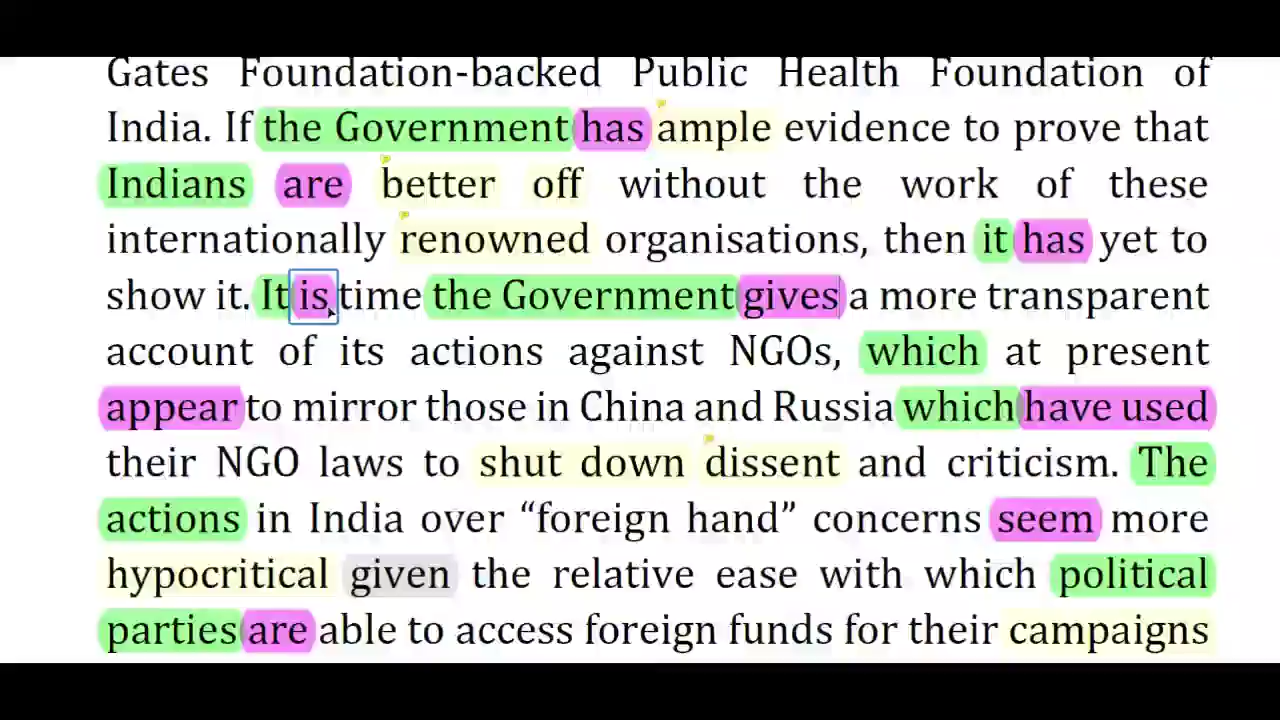 Gates Foundation-backed Public Health Foundation of
India. If the Government has ample evidence to prove that
Indians are better off without the work of these
internationally renowned organisations, then it has yet to
show it. It is time the Government gives a more transparent
account of its actions against NGOs, which at present
appear to mirror those in China and Russia which have used
their NGO laws to shut down dissent and criticism. The
actions in India over “foreign hand” concerns seem more
hypocritical given the relative ease with which political
parties are able to access foreign funds for their campaigns